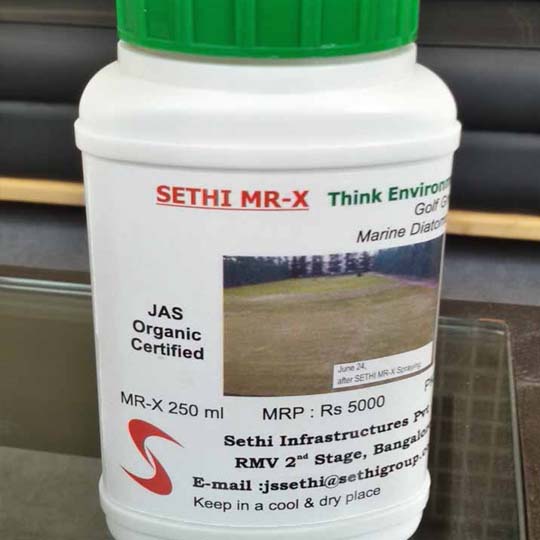 SETHI MR-X Think Environm
Golf G
Marine Diatom
JAS
Organic
Certified
June 24,
after SETHI MR-X Spraying
MR-X 250 ml MRP : Rs 5000
Sethi Infrastructures Pvt
RMV 2nd Stage, Bangalo
E-mail :jssethi@sethigroup.c
Keep in a cool & dry place